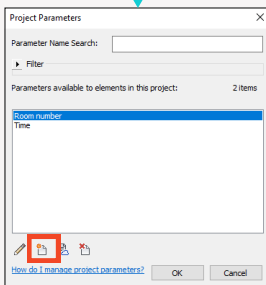 Project Parameters
Parameter Name Search:
Filter
Parameters available to elements in this project: 2 items
Room number
Time
How do I manage project parameters? OK Cancel